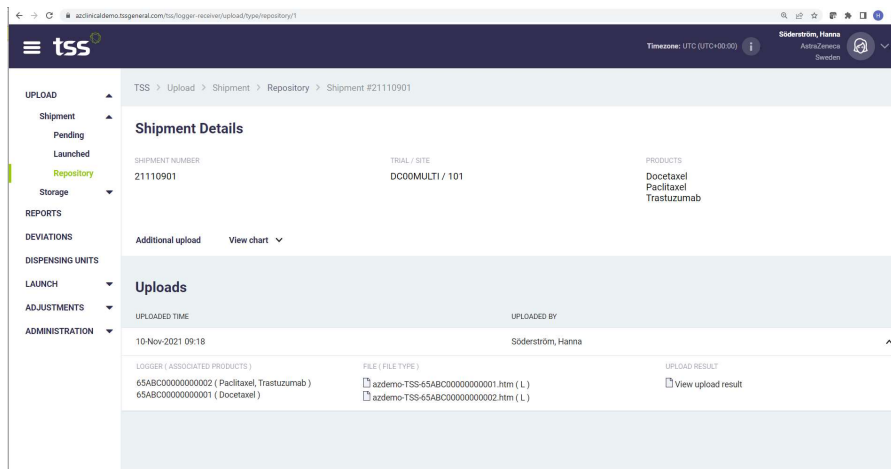 azclinicaldemo.tssgeneral.com/tss/logger-receiver/upload/type/repository/1
H
tss
Timezone: UTC (UTC+00:00)
i
Söderström, Hanna
AstraZeneca
Sweden
UPLOAD
Shipment
Pending
Launched
Repository
Storage
REPORTS
DEVIATIONS
DISPENSING UNITS
LAUNCH
ADJUSTMENTS
ADMINISTRATION
TSS > Upload > Shipment > Repository > Shipment #21110901
Shipment Details
SHIPMENT NUMBER
21110901
TRIAL / SITE
DC00MULTI / 101
PRODUCTS
Docetaxel
Paclitaxel
Trastuzumab
Additional upload View chart
Uploads
UPLOADED TIME UPLOADED BY
10-Nov-2021 09:18 Söderström, Hanna
LOGGER ( ASSOCIATED PRODUCTS )
65ABC00000000002 ( Paclitaxel, Trastuzumab )
65ABC00000000001 ( Docetaxel )
FILE ( FILE TYPE )
azdemo-TSS-65ABC00000000001.htm ( L )
azdemo-TSS-65ABC00000000002.htm ( L )
UPLOAD RESULT
View upload result